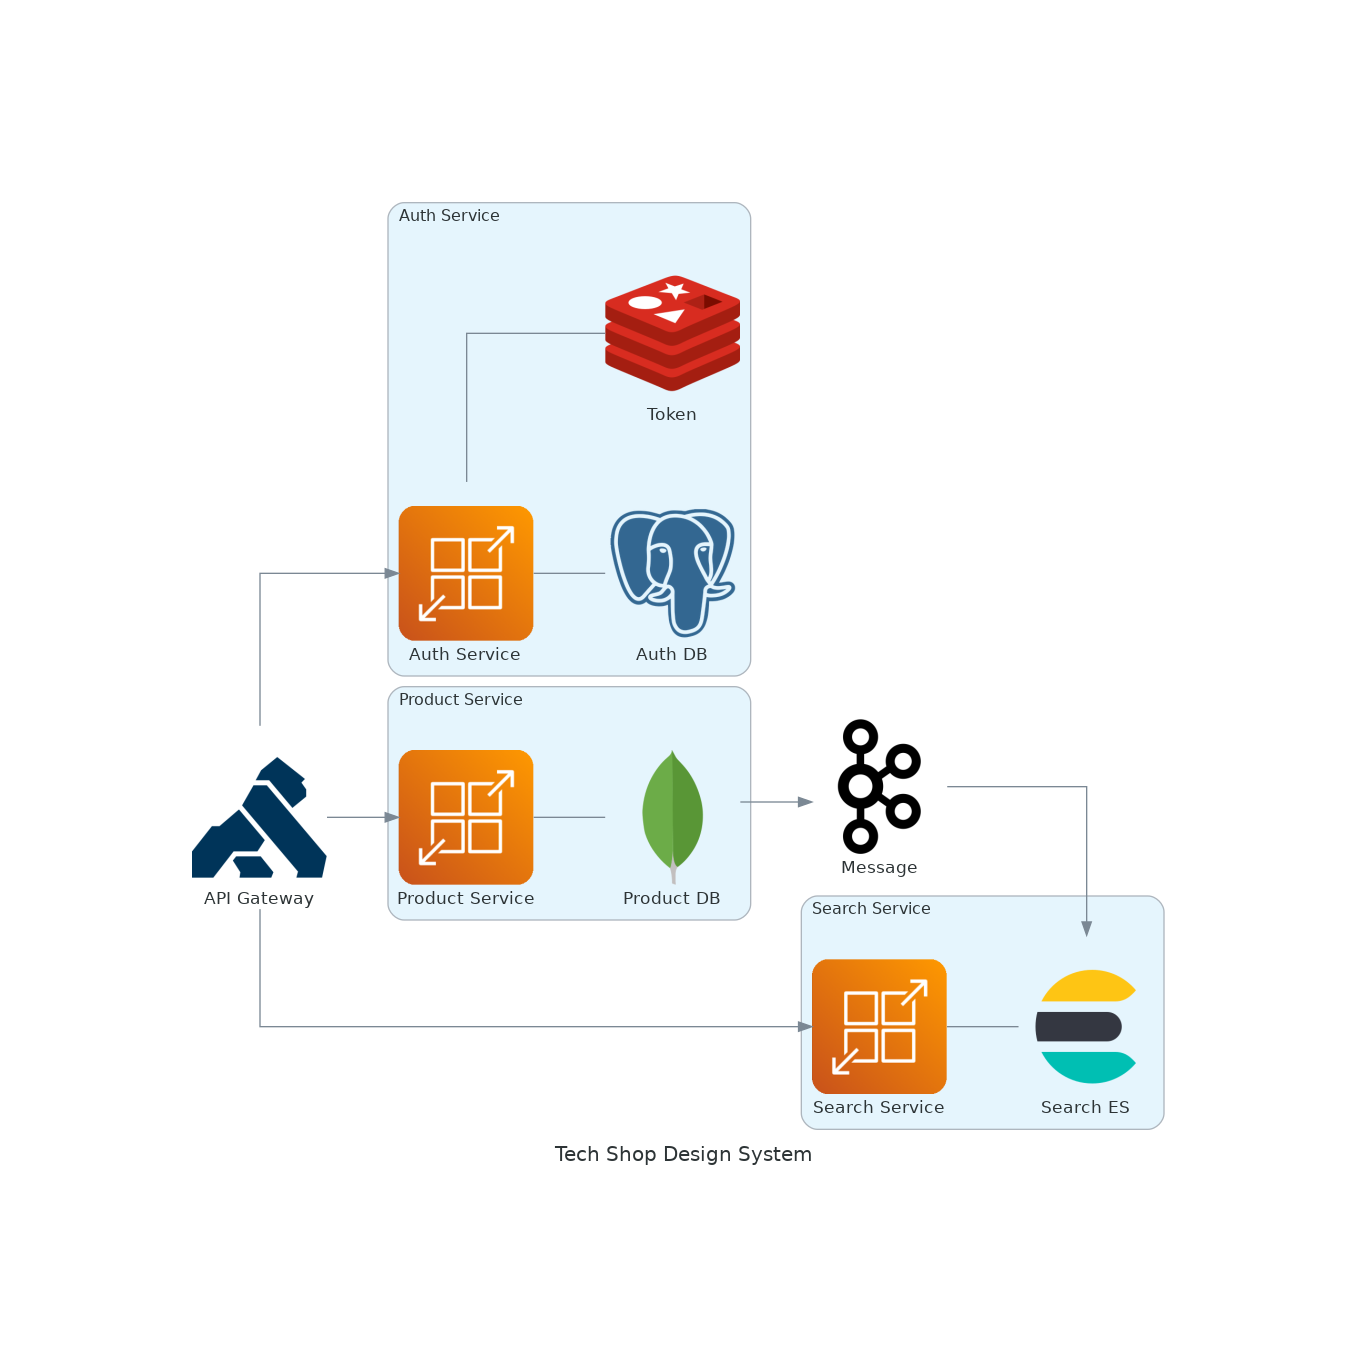 Auth Service
Token
Auth Service
Auth DB
Product Service
API Gateway
Product Service
Product DB
Message
Search Service
Search Service
Search ES
Tech Shop Design System